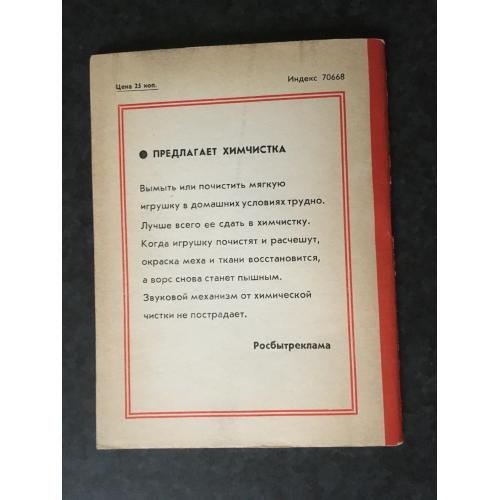 Цена 25 коп.
Индекс 70668
● ПРЕДЛАГАЕТ ХИМЧИСТКА
Вымыть или почистить мягкую
игрушку в домашних условиях трудно.
Лучше всего ее сдать в химчистку.
Когда игрушку почистят и расчешут,
окраска меха и ткани восстановится,
а ворс снова станет пышным.
Звуковой механизм от химической
чистки не пострадает.
Росбытреклама